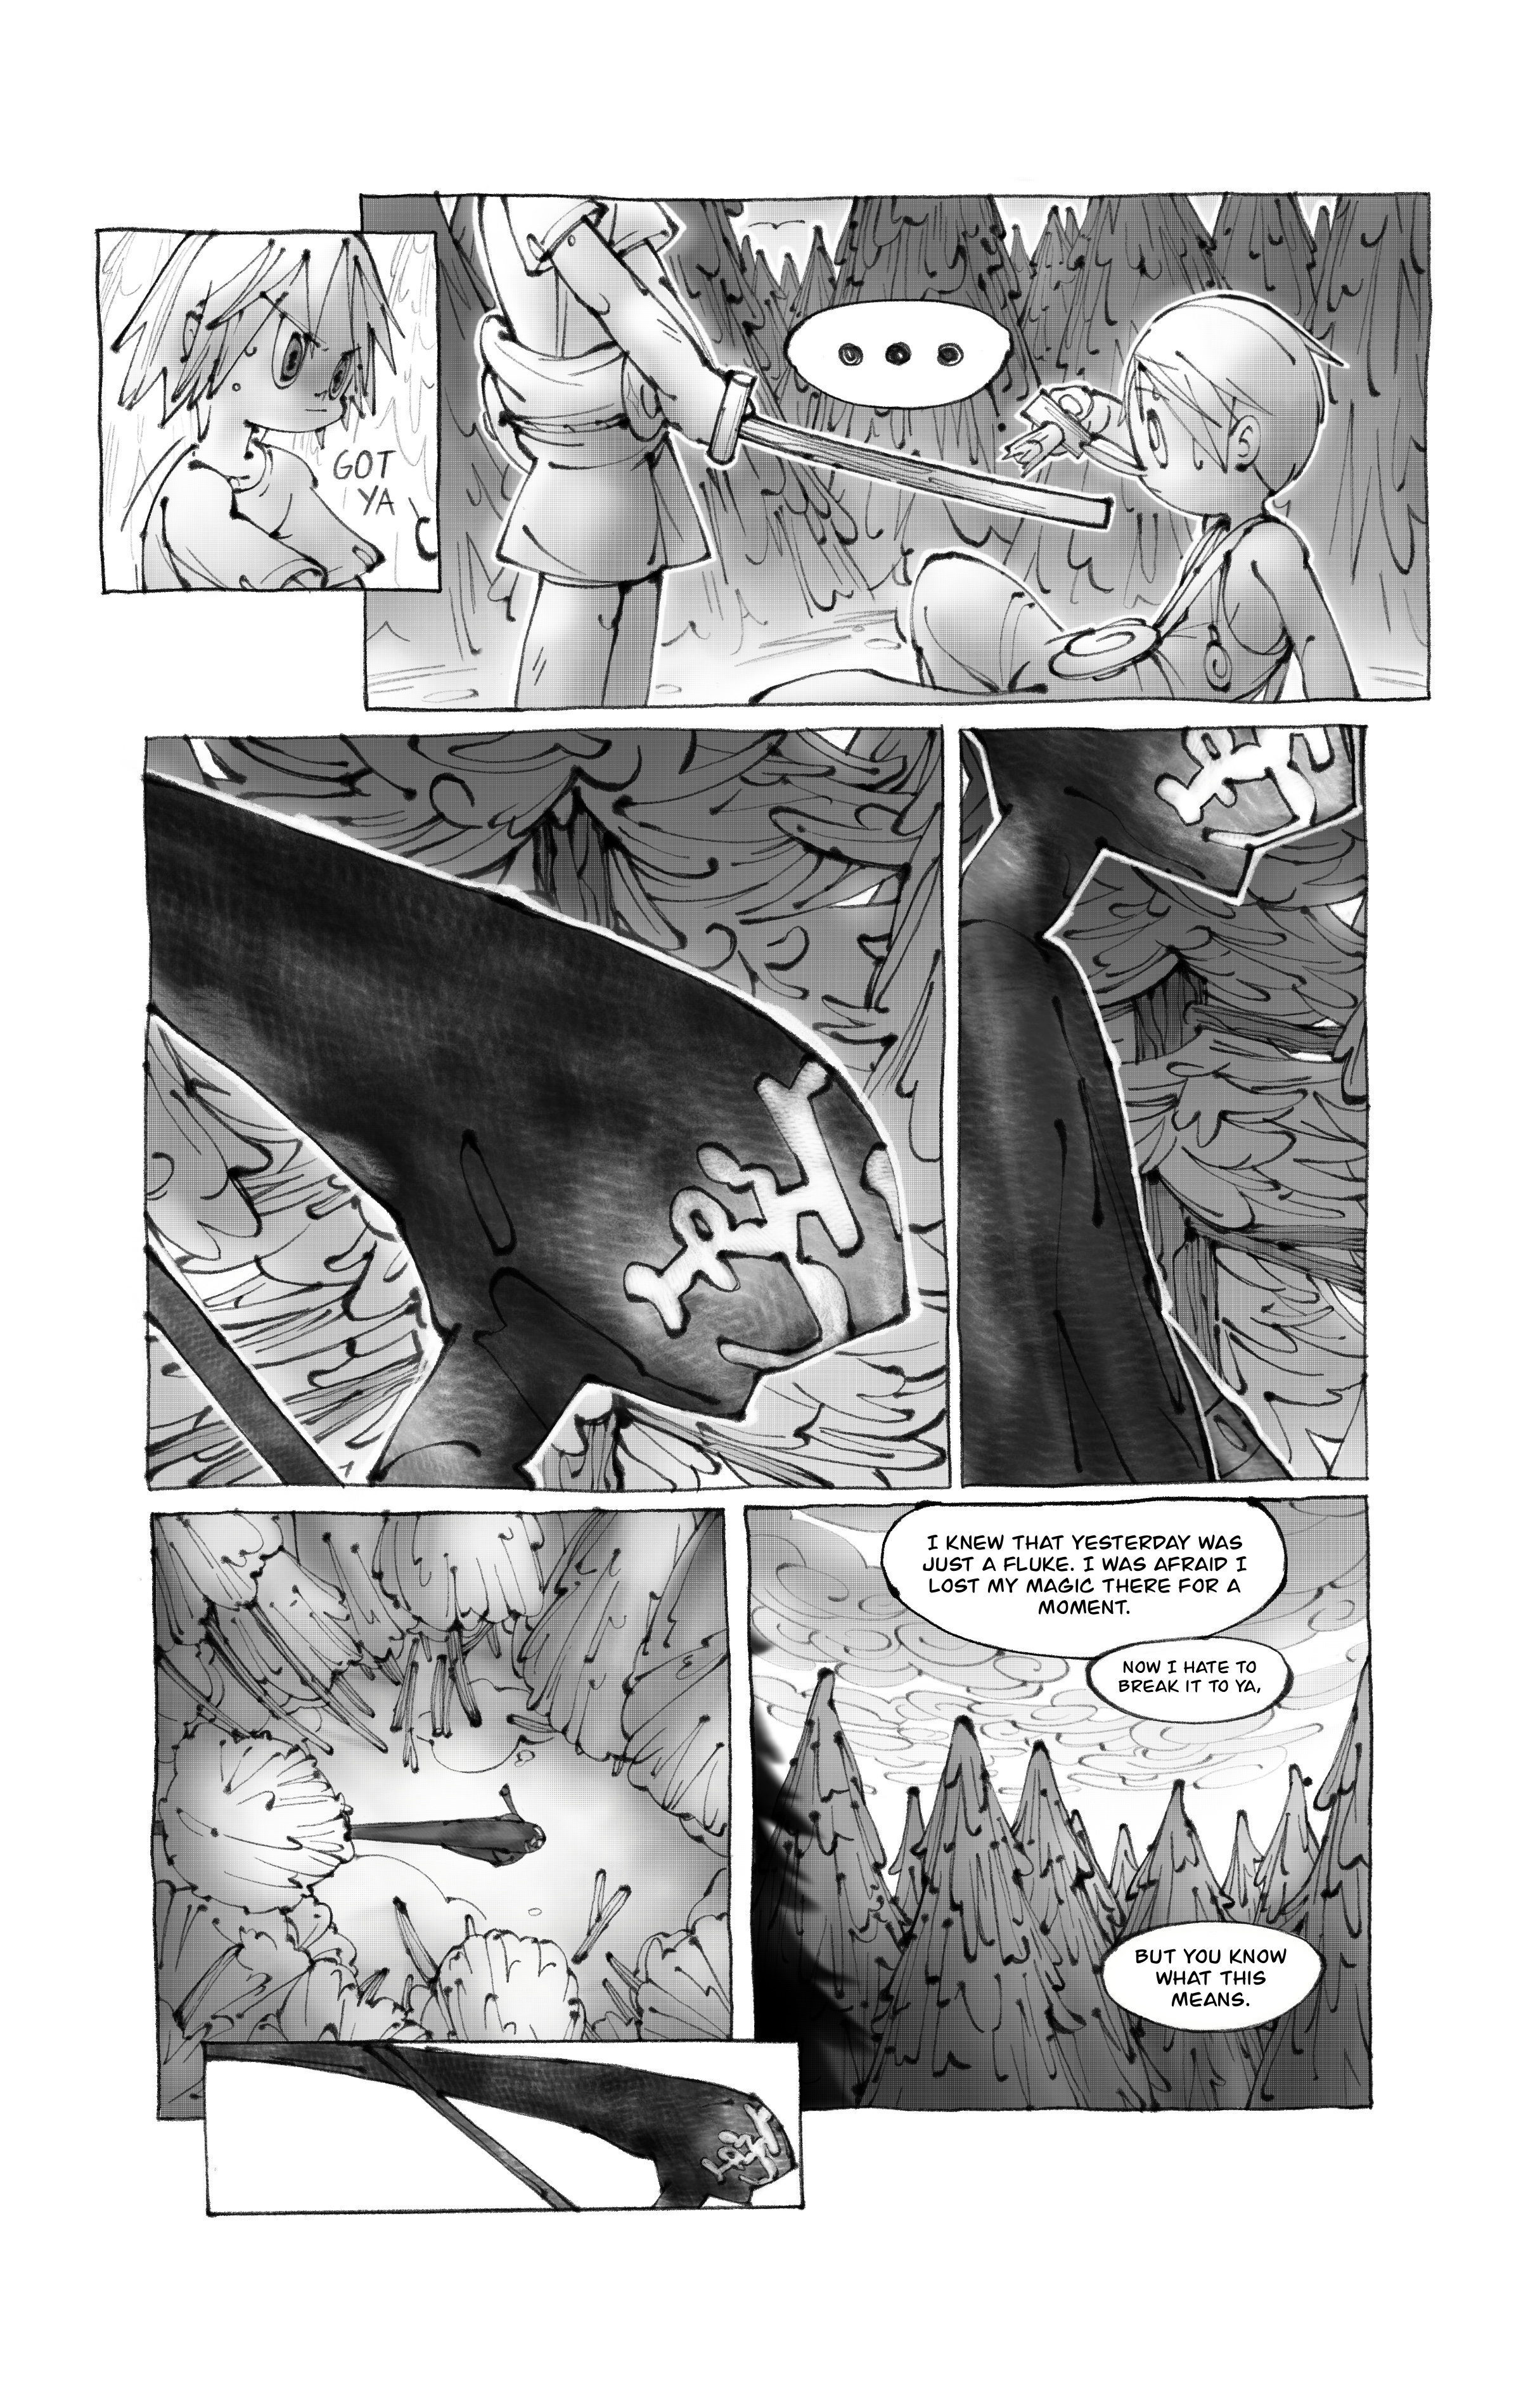 GOT
YA
...
I KNEW THAT YESTERDAY WAS
JUST A FLUKE. I WAS AFRAID I
LOST MY MAGIC THERE FOR A
MOMENT.
NOW I HATE TO
BREAK IT TO YA,
BUT YOU KNOW
WHAT THIS
MEANS.